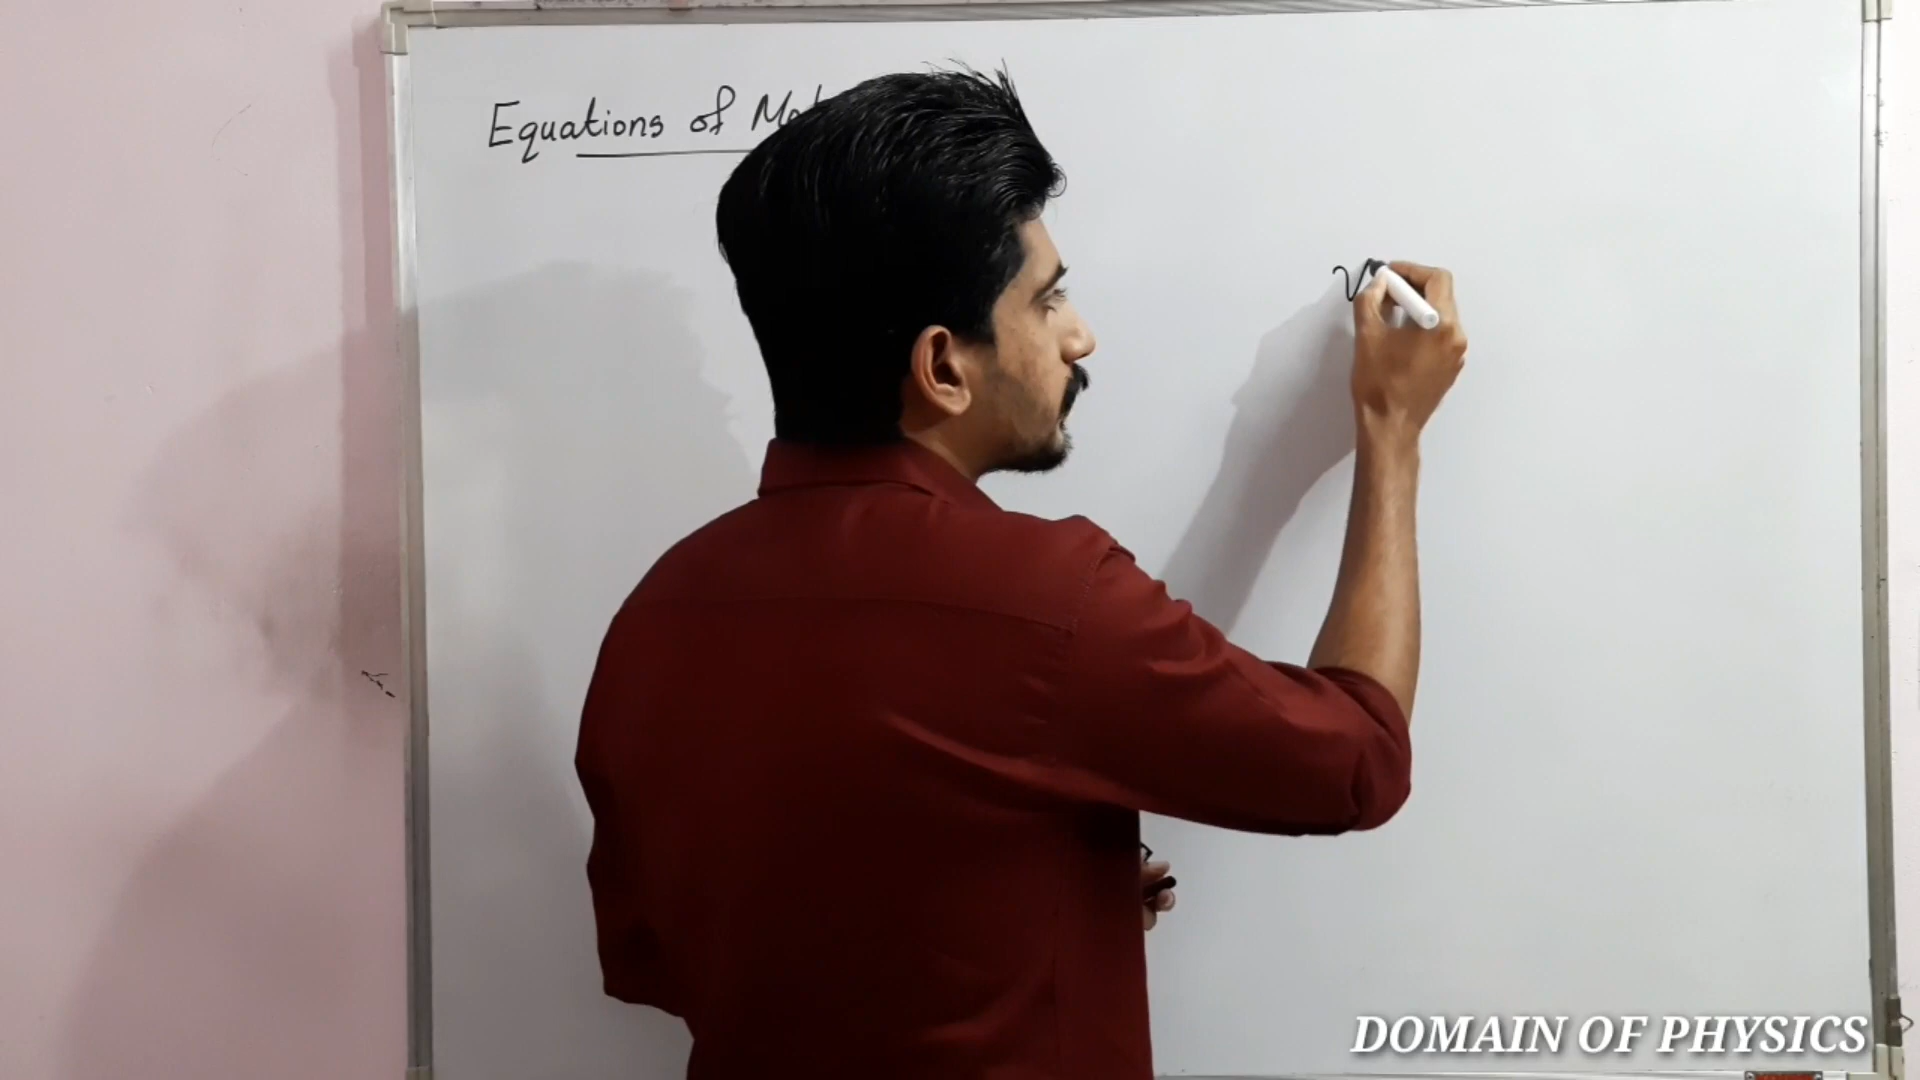 Equations of
v
DOMAIN OF PHYSICS